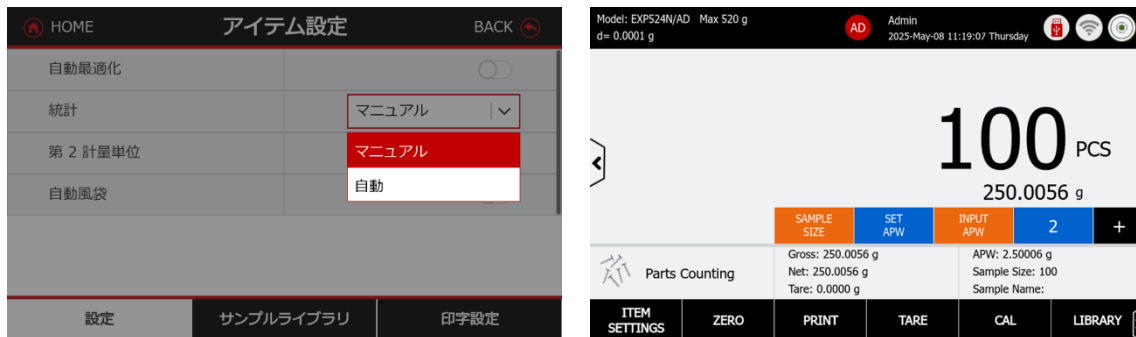 HOME
アイテム設定
BACK
自動最適化
統計
マニュアル
第 2 計量単位
マニュアル
自動風袋
自動
設定
サンプルライブラリ
印字設定
Model: EXP524N/AD Max 520 g
d= 0.0001 g
AD
Admin
2025-May-08 11:19:07 Thursday
100 PCS
250.0056 g
SAMPLE
SIZE
SET
APW
INPUT
APW
2
+
Parts Counting
Gross: 250.0056 g
Net: 250.0056 g
Tare: 0.0000 g
APW: 2.50006 g
Sample Size: 100
Sample Name:
ITEM
SETTINGS
ZERO
PRINT
TARE
CAL
LIBRARY